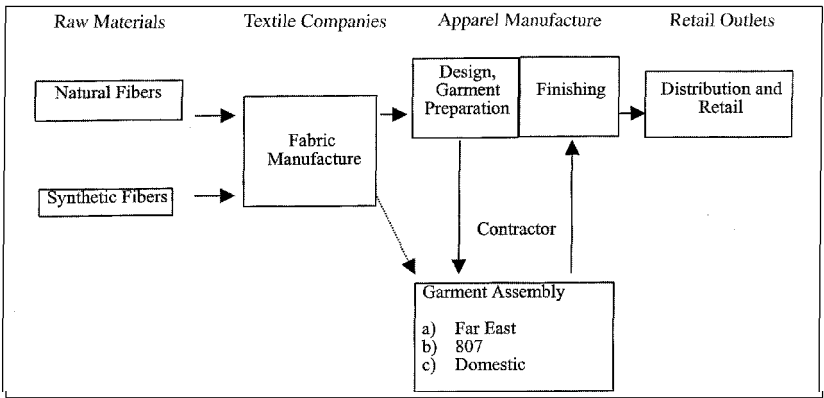 Raw Materials
Textile Companies
Apparel Manufacture
Retail Outlets
Natural Fibers
Synthetic Fibers
Fabric
Manufacture
Design,
Garment
Preparation
Finishing
Distribution and
Retail
Contractor
Garment Assembly
a) Far East
b) 807
c) Domestic